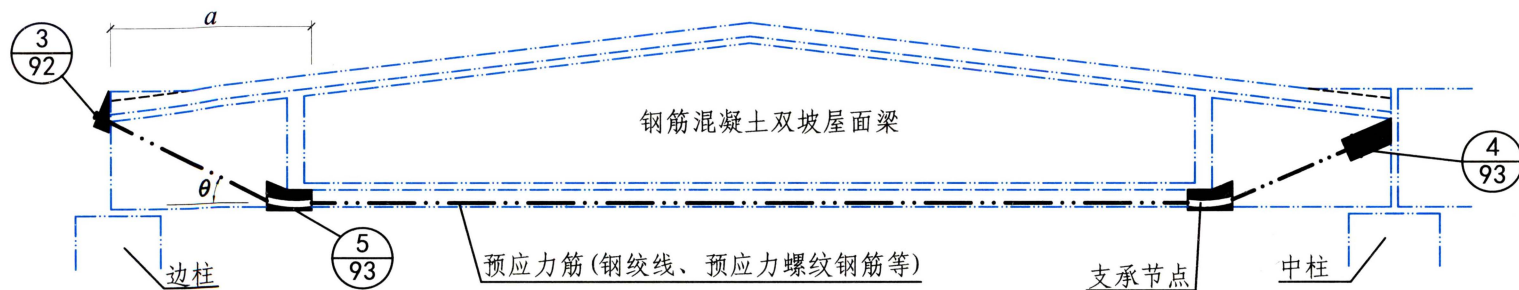 a
3
92
钢筋混凝土双坡屋面梁
4
93
θ
5
93
边柱
预应力筋(钢绞线、预应力螺纹钢筋等)
支承节点
中柱